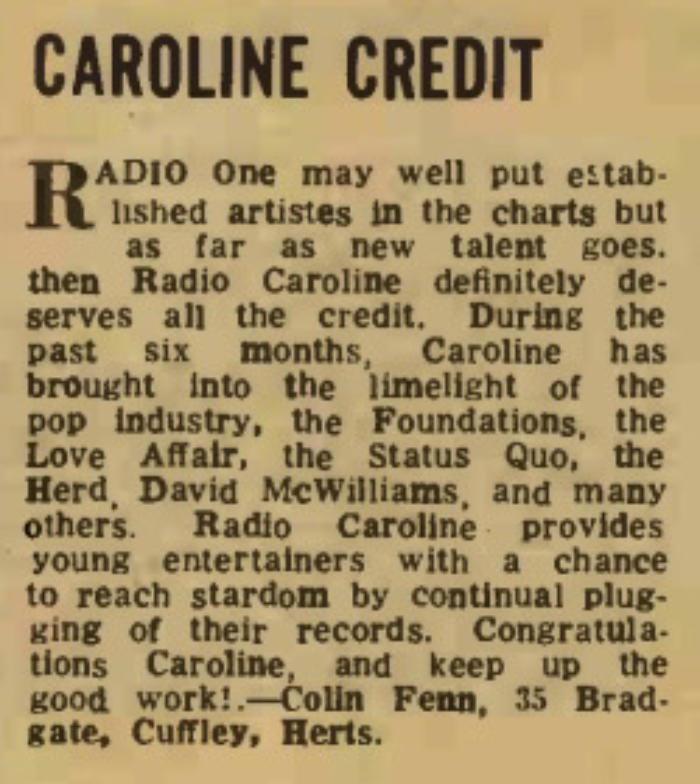 CAROLINE CREDIT
RADIO One may well put estab-
lished artistes in the charts but
as far as new talent goes.
then Radio Caroline definitely de-
serves all the credit. During the
past six months, Caroline has
brought into the limelight of the
pop industry, the Foundations, the
Love Affair, the Status Quo, the
Herd, David McWilliams, and many
others. Radio Caroline provides
young entertainers with a chance
to reach stardom by continual plug-
ging of their records. Congratula-
tions Caroline, and keep up the
good work!.—Colin Fenn, 35 Brad-
gate, Cuffley, Herts.